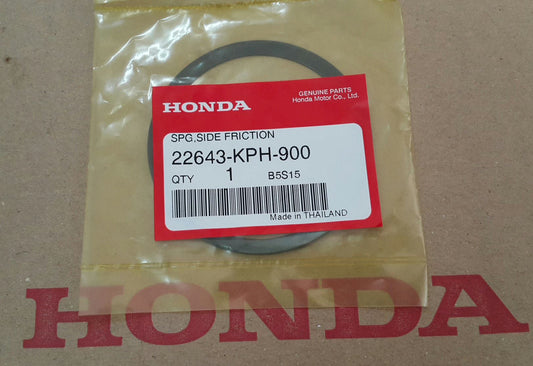 GENUINE PARTS
Honda Motor Co., Ltd.
HONDA
SPG,SIDE FRICTION
22643-KPH-900
QTY 1 B5S15
Made in THAILAND
HONDA